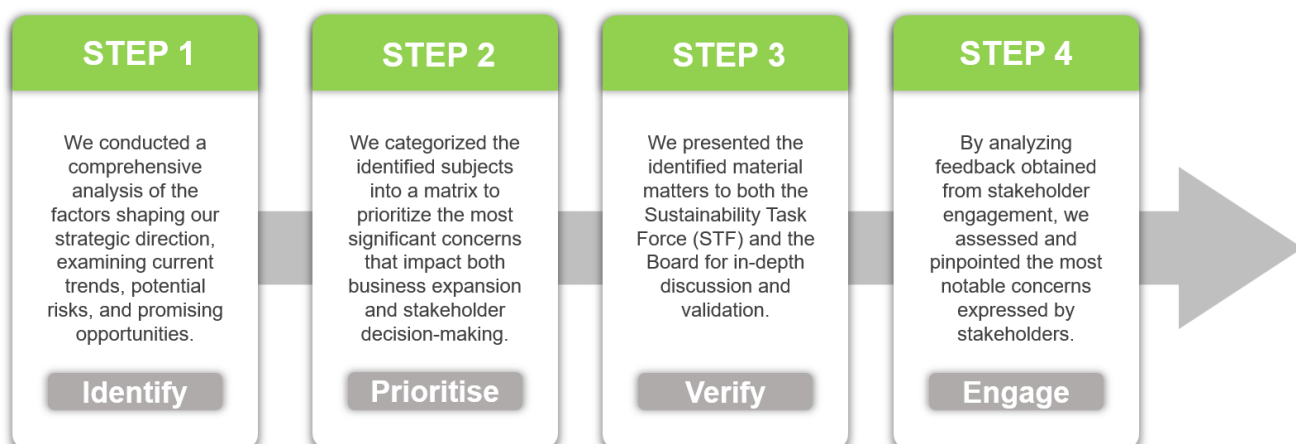 STEP 1
We conducted a
comprehensive
analysis of the
factors shaping our
strategic direction,
examining current
trends, potential
risks, and promising
opportunities.
Identify
STEP 2
We categorized the
identified subjects
into a matrix to
prioritize the most
significant concerns
that impact both
business expansion
and stakeholder
decision-making.
Prioritise
STEP 3
We presented the
identified material
matters to both the
Sustainability Task
Force (STF) and the
Board for in-depth
discussion and
validation.
Verify
STEP 4
By analyzing
feedback obtained
from stakeholder
engagement, we
assessed and
pinpointed the most
notable concerns
expressed by
stakeholders.
Engage